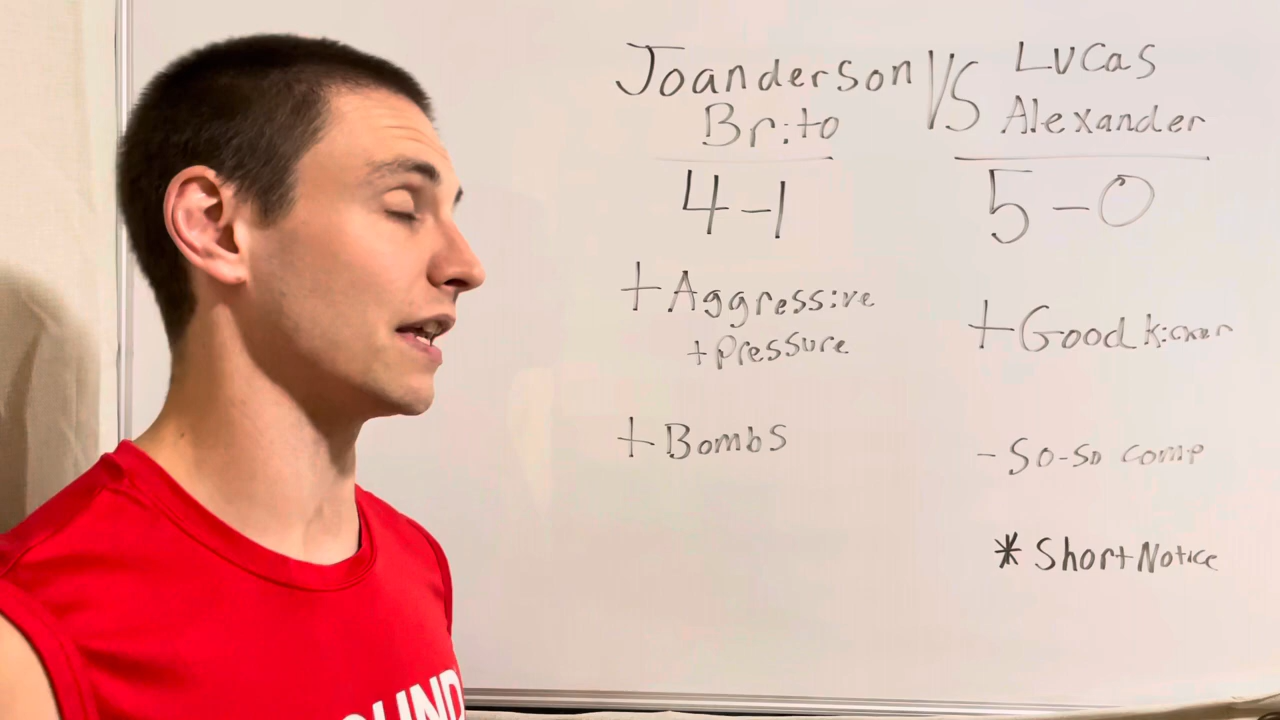 Joanderson
Brito
VS
Lucas
Alexander
4-1
5-0
+Aggressive
+Pressure
+Bombs
+Good kicker
-So-so comp
*Short Notice
OUND